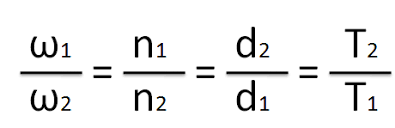 ω₁/ω₂ = n₁/n₂ = d₂/d₁ = T₂/T₁